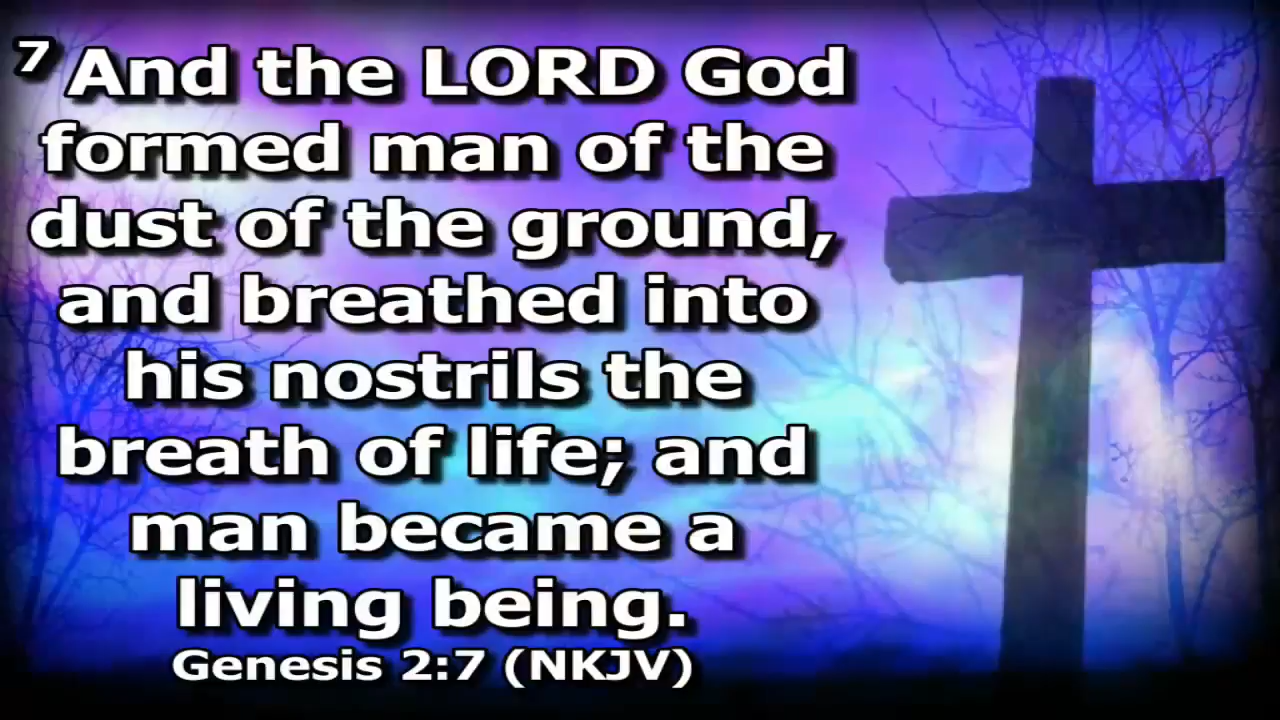 7 And the LORD God
formed man of the
dust of the ground,
and breathed into
his nostrils the
breath of life; and
man became a
living being.
Genesis 2:7 (NKJV)